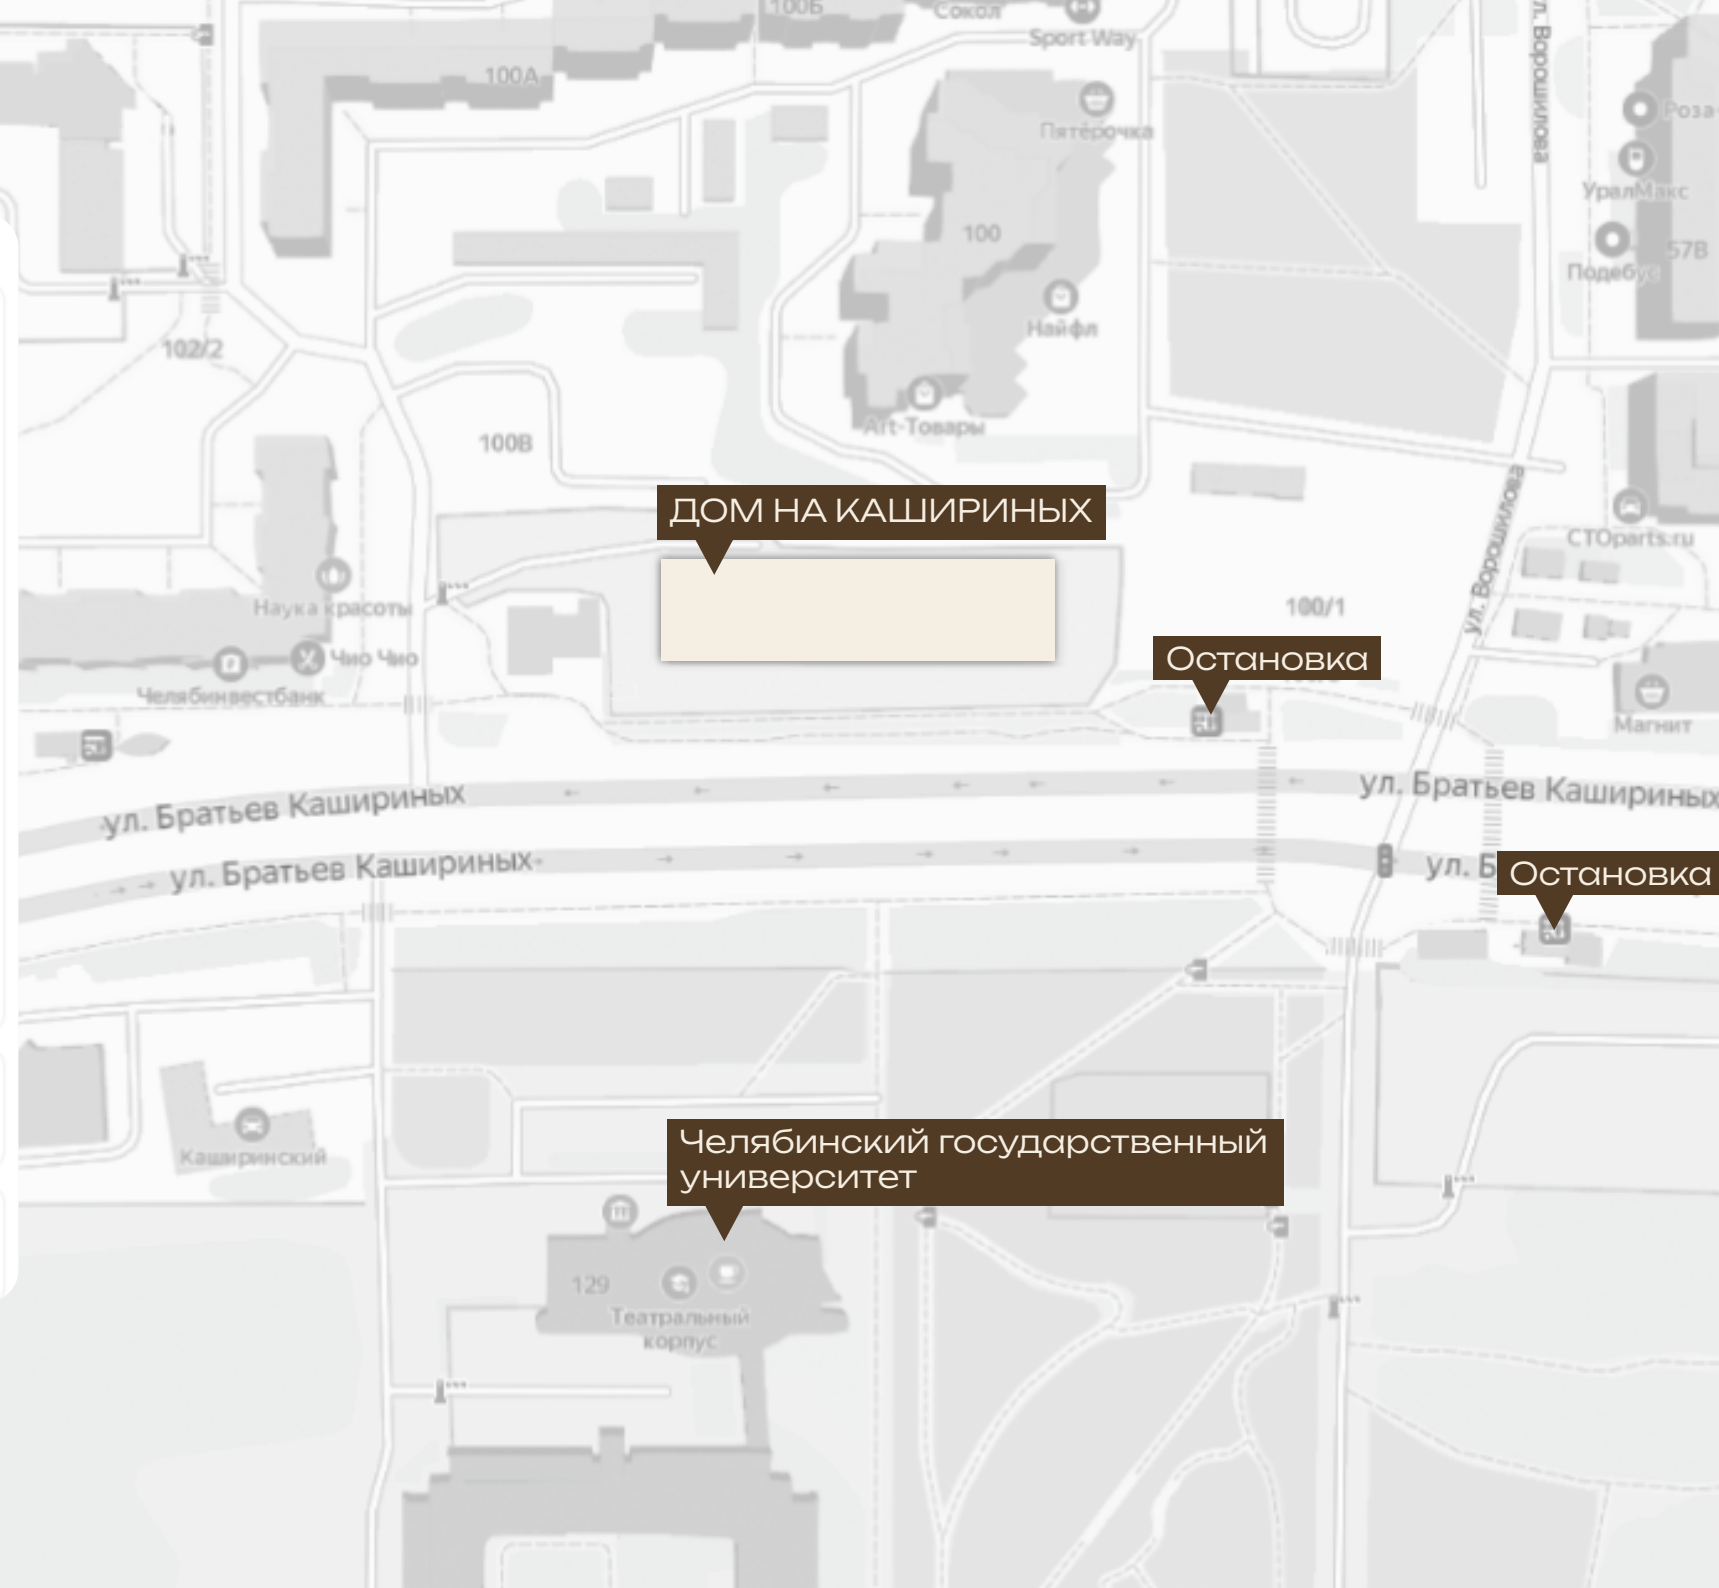 100Б
Сокол
Sport Way
100А
ул. Ворошилова
Роза
Пятёрочка
УралМакс
100
57В
Подебус
Найфл
102/2
Art-Товары
100В
ДОМ НА КАШИРИНЫХ
ул. Ворошилова
СТОparts.ru
Наука красоты
100/1
Чио Чио
Остановка
Челябинвестбанк
Магнит
ул. Братьев Кашириных
ул. Братьев Кашириных
ул. Братьев Кашириных
ул. Б
Остановка
Каширинский
Челябинский государственный
университет
129
Театральный
корпус